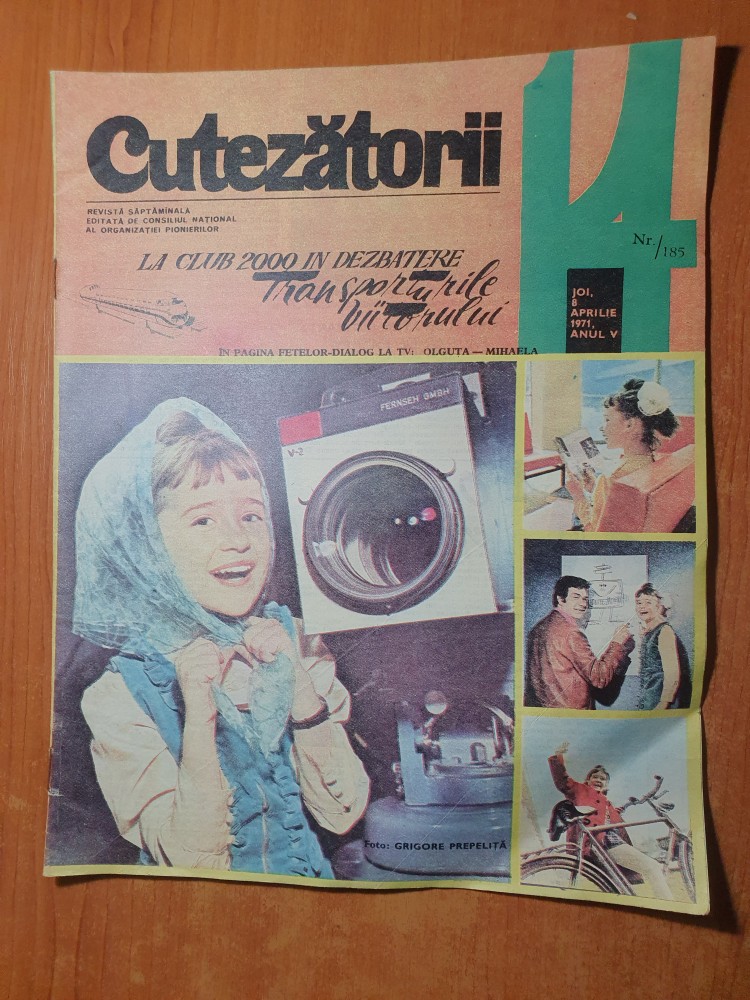 Cutezătorii
REVISTĂ SĂPTĂMÎNALA
EDITATĂ DE CONSILIUL NAȚIONAL
AL ORGANIZAȚIEI PIONIERILOR
14
Nr./185
JOI,
8
APRILIE
1971,
ANUL V
LA CLUB 2000 IN DEZBATERE
Transporturile
viitorului
ÎN PAGINA FETELOR-DIALOG LA TV: OLGUȚA — MIHAELA
FERNSEH GMBH
V-2
Foto: GRIGORE PREPELIȚĂ